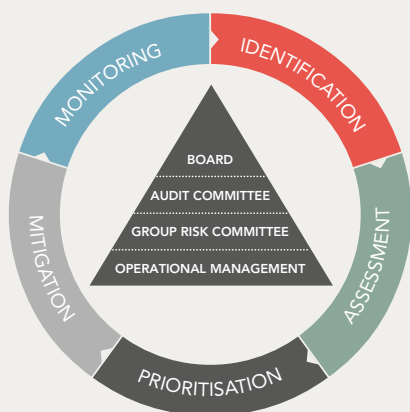 MONITORING
IDENTIFICATION
BOARD
AUDIT COMMITTEE
GROUP RISK COMMITTEE
OPERATIONAL MANAGEMENT
MITIGATION
ASSESSMENT
PRIORITISATION